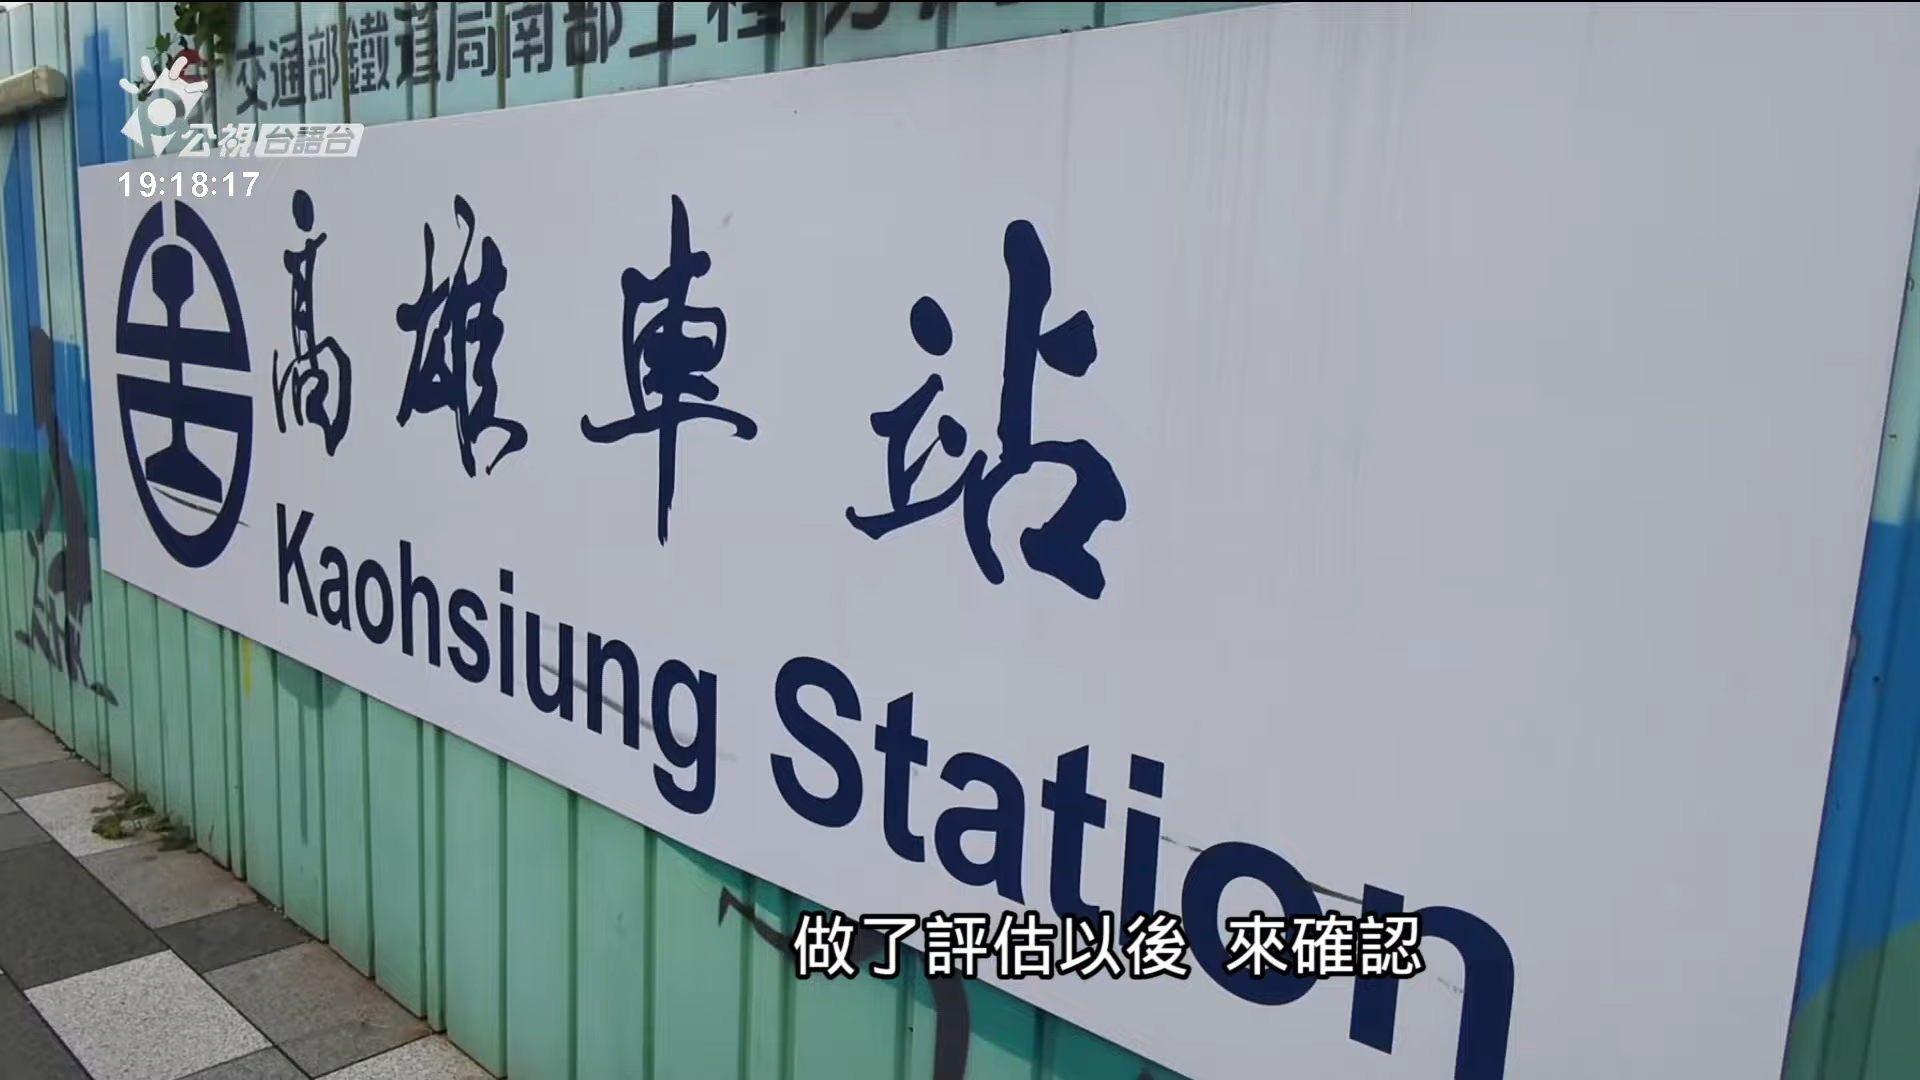 交通部鐵道局南部工程
公視台語台
19:18:17
高雄車站
Kaohsiung Station
做了評估以後 來確認